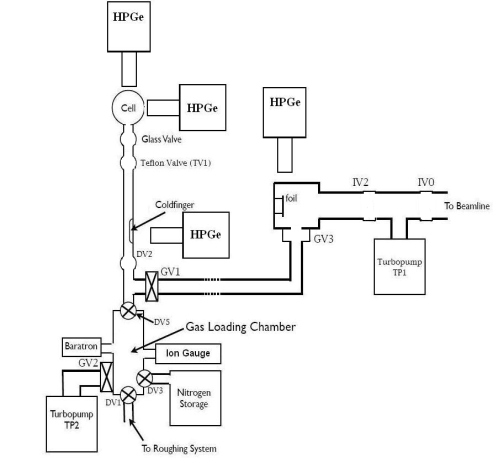 HPGe
Cell
HPGe
HPGe
Glass Valve
Teflon Valve (TV1)
IV2
IV0
foil
To Beamline
Coldfinger
HPGe
GV3
DV2
GV1
Turbopump
TP1
DV5
Gas Loading Chamber
Baratron
Ion Gauge
GV2
DV3
Nitrogen
Storage
DV1
Turbopump
TP2
To Roughing System